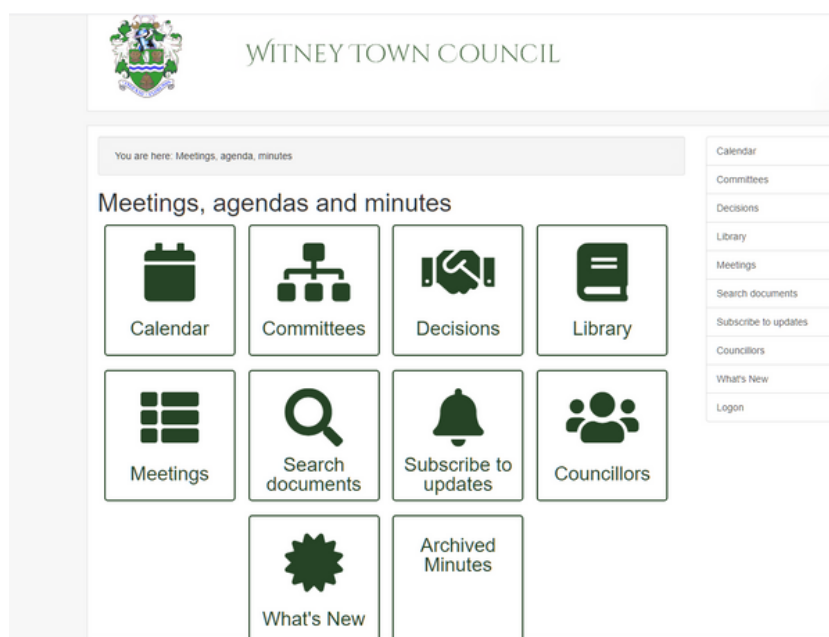 WITNEY TOWN COUNCIL
You are here: Meetings, agenda, minutes
Meetings, agendas and minutes
Calendar
Committees
Decisions
Library
Meetings
Search
documents
Subscribe to
updates
Councillors
What's New
Archived
Minutes
Calendar
Committees
Decisions
Library
Meetings
Search documents
Subscribe to updates
Councillors
What's New
Logon